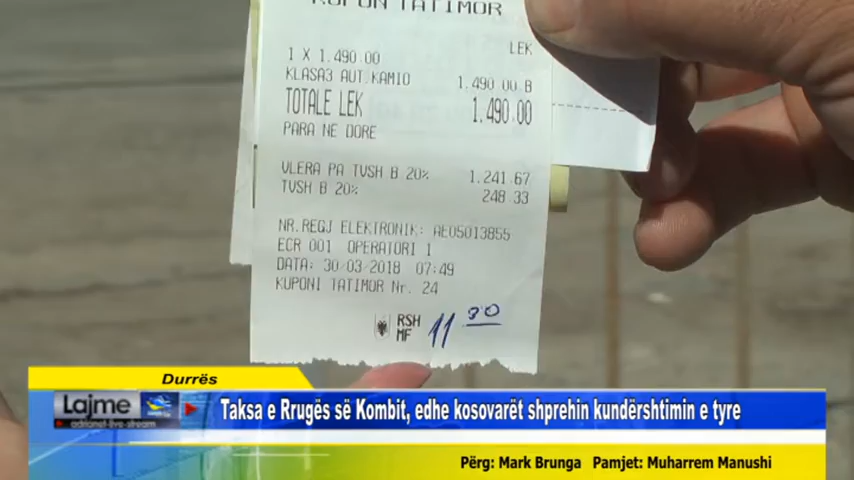 KUPON TATIMOR
LEK
1 X 1.490.00
KLASA3 AUT.KAMIO 1.490.00 B
TOTALE LEK 1.490.00
PARA NE DORE
VLERA PA TVSH B 20% 1.241.67
TVSH B 20% 248.33
NR.REGJ ELEKTRONIK: AE05013855
ECR 001 OPERATORI 1
DATA: 30-03-2018 07:49
KUPONI TATIMOR Nr. 24
RSH
MF
11 30
Durrës
Lajme
adrianet-live-stream
Taksa e Rrugës së Kombit, edhe kosovarët shprehin kundërshtimin e tyre
Përg: Mark Brunga Pamjet: Muharrem Manushi